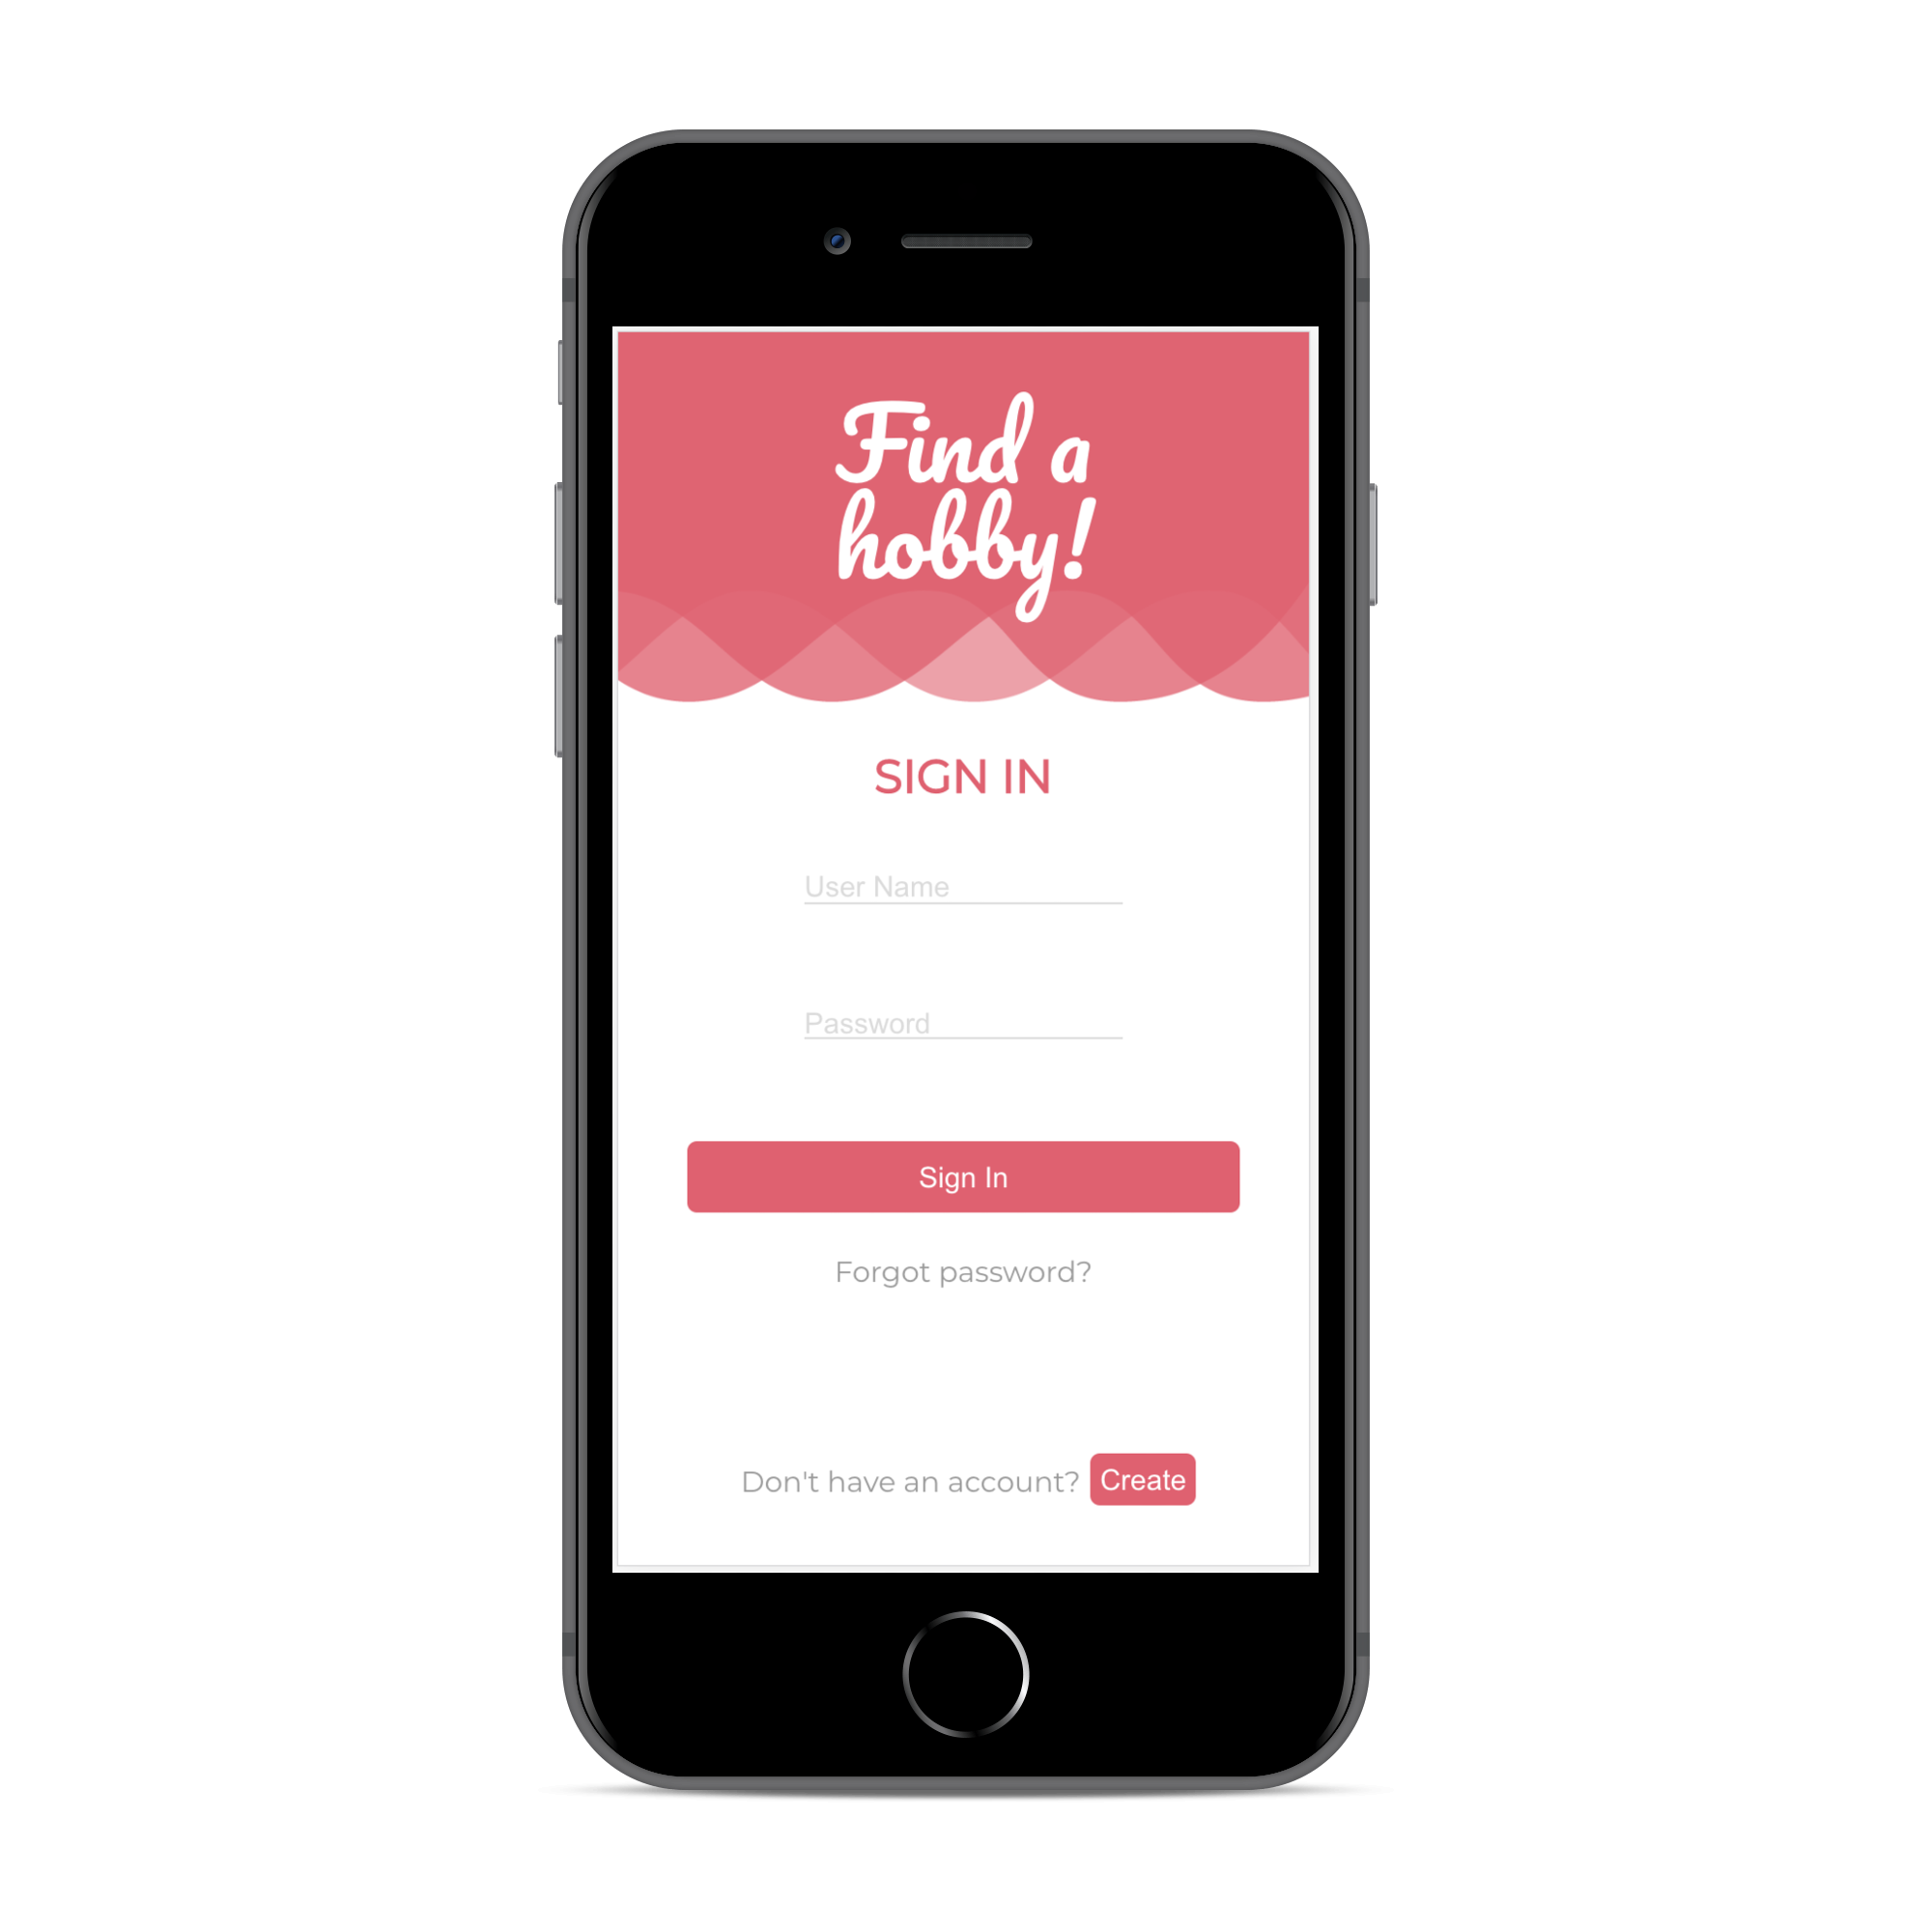 Find a
hobby!
SIGN IN
User Name
Password
Sign In
Forgot password?
Don't have an account? Create